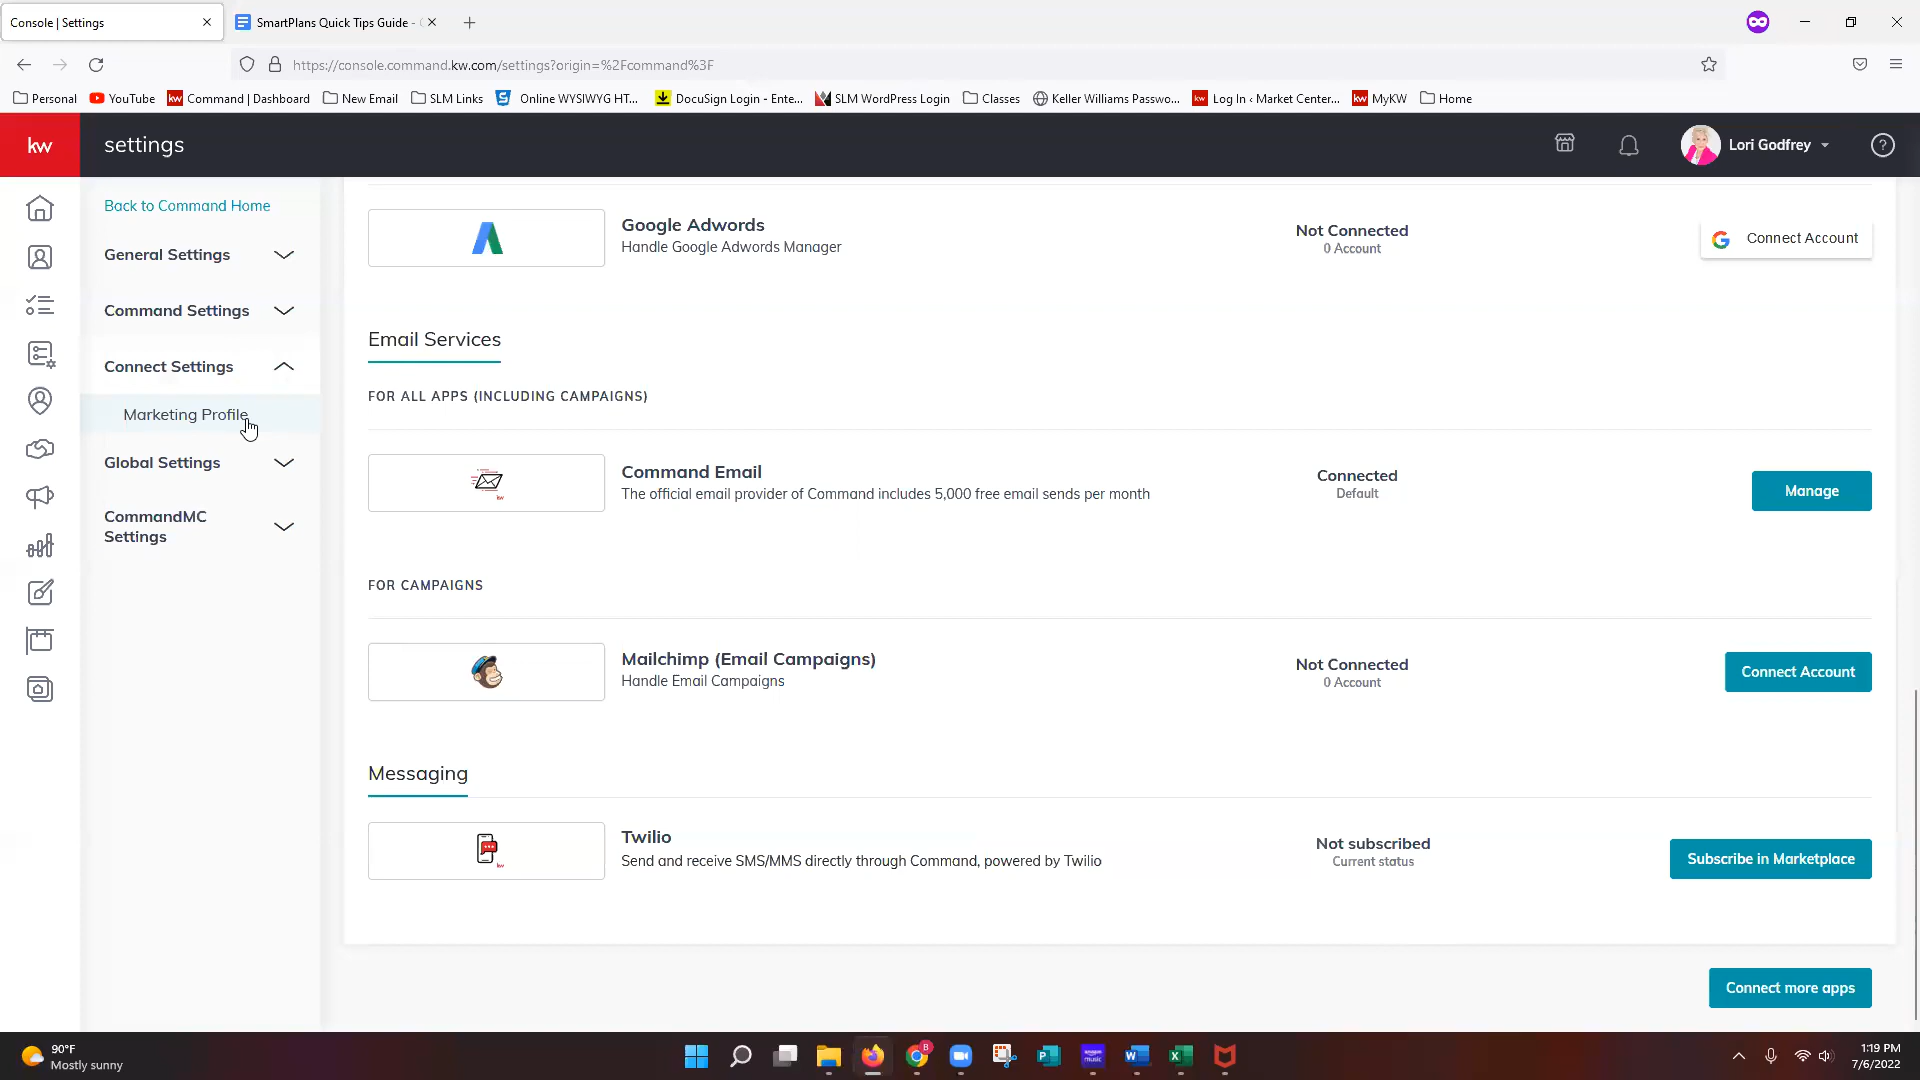 Console | Settings
SmartPlans Quick Tips Guide -
https://console.command.kw.com/settings?origin=%2Fcommand%3F
Personal
YouTube
kw Command | Dashboard
New Email
SLM Links
Online WYSIWYG HT...
DocuSign Login - Ente...
SLM WordPress Login
Classes
Keller Williams Passwo...
kw Log In ‹ Market Center...
kw MyKW
Home
kw
settings
Lori Godfrey
?
Back to Command Home
General Settings
Command Settings
Connect Settings
Marketing Profile
Global Settings
CommandMC
Settings
Google Adwords
Handle Google Adwords Manager
Not Connected
0 Account
Connect Account
Email Services
FOR ALL APPS (INCLUDING CAMPAIGNS)
Command Email
The official email provider of Command includes 5,000 free email sends per month
Connected
Default
Manage
FOR CAMPAIGNS
Mailchimp (Email Campaigns)
Handle Email Campaigns
Not Connected
0 Account
Connect Account
Messaging
Twilio
Send and receive SMS/MMS directly through Command, powered by Twilio
Not subscribed
Current status
Subscribe in Marketplace
Connect more apps
90°F
Mostly sunny
1:19 PM
7/6/2022